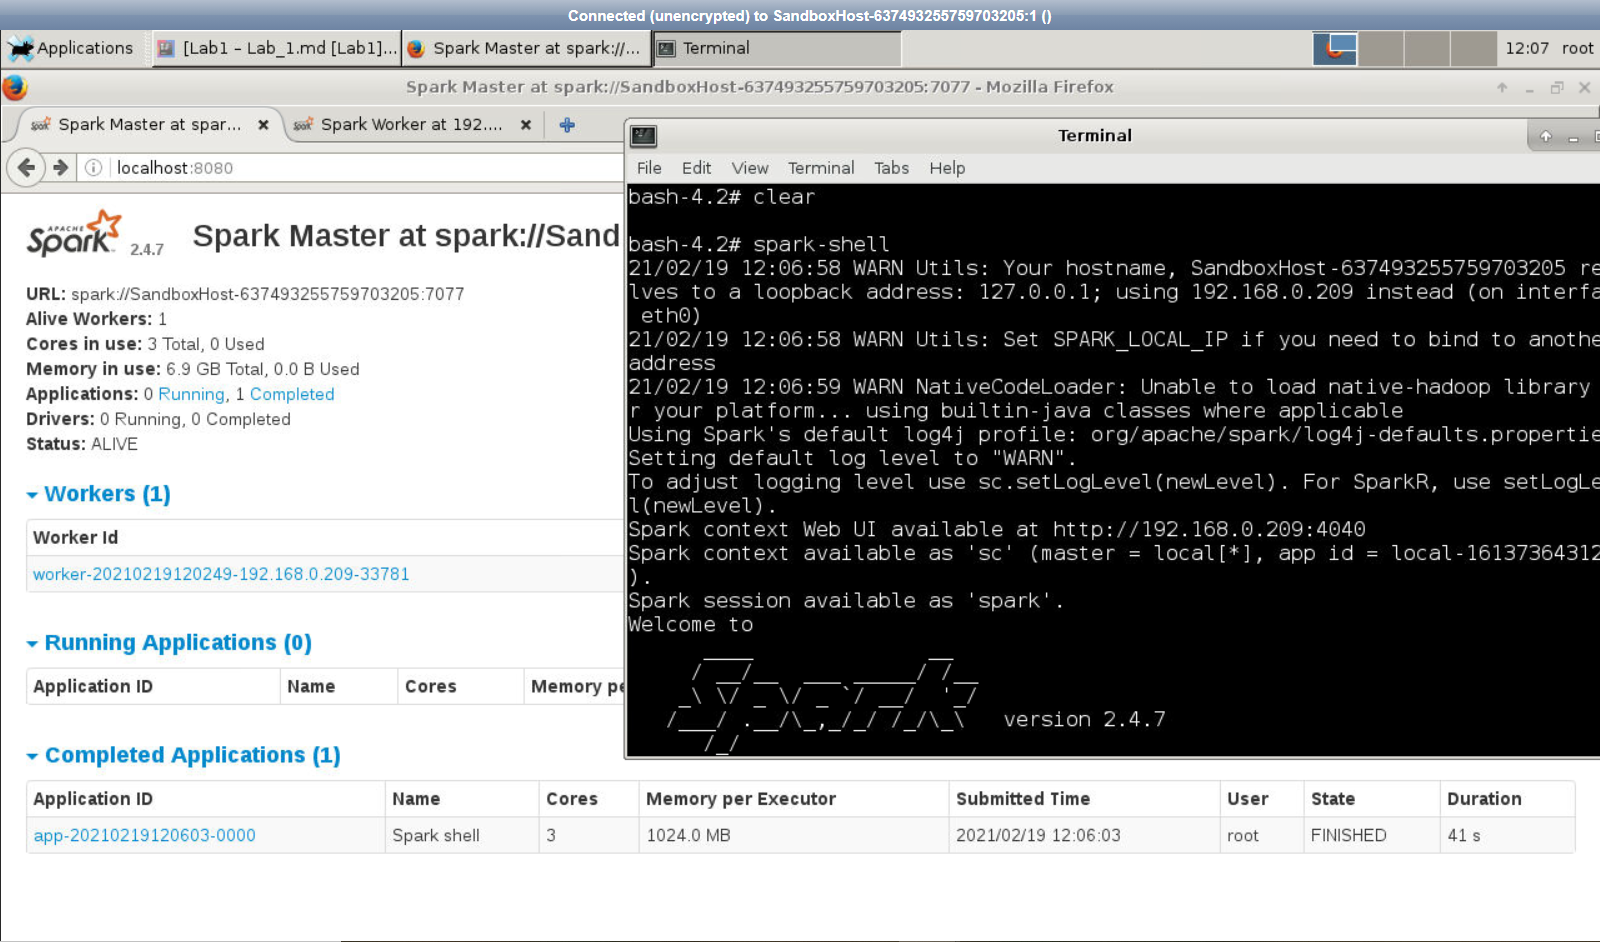 Connected (unencrypted) to SandboxHost-637493255759703205:1 ()
Applications
[Lab1 - Lab_1.md [Lab1]...
Spark Master at spark://...
Terminal
12:07 root
Spark Master at spark://SandboxHost-637493255759703205:7077 - Mozilla Firefox
Spark Master at spar...
Spark Worker at 192....
localhost:8080
APACHE
Spark
2.4.7
Spark Master at spark://Sand
URL: spark://SandboxHost-637493255759703205:7077
Alive Workers: 1
Cores in use: 3 Total, 0 Used
Memory in use: 6.9 GB Total, 0.0 B Used
Applications: 0 Running, 1 Completed
Drivers: 0 Running, 0 Completed
Status: ALIVE
Workers (1)
Worker Id
worker-20210219120249-192.168.0.209-33781
Running Applications (0)
Application ID Name Cores Memory pe
Terminal
File Edit View Terminal Tabs Help
bash-4.2# clear
bash-4.2# spark-shell
21/02/19 12:06:58 WARN Utils: Your hostname, SandboxHost-637493255759703205 re
lves to a loopback address: 127.0.0.1; using 192.168.0.209 instead (on interfa
eth0)
21/02/19 12:06:58 WARN Utils: Set SPARK_LOCAL_IP if you need to bind to anothe
address
21/02/19 12:06:59 WARN NativeCodeLoader: Unable to load native-hadoop library
r your platform... using builtin-java classes where applicable
Using Spark's default log4j profile: org/apache/spark/log4j-defaults.propertie
Setting default log level to "WARN".
To adjust logging level use sc.setLogLevel(newLevel). For SparkR, use setLogLe
l(newLevel).
Spark context Web UI available at http://192.168.0.209:4040
Spark context available as 'sc' (master = local[*], app id = local-16137364312
).
Spark session available as 'spark'.
Welcome to
Spark version 2.4.7
Completed Applications (1)
Application ID Name Cores Memory per Executor Submitted Time User State Duration
app-20210219120603-0000 Spark shell 3 1024.0 MB 2021/02/19 12:06:03 root FINISHED 41 s